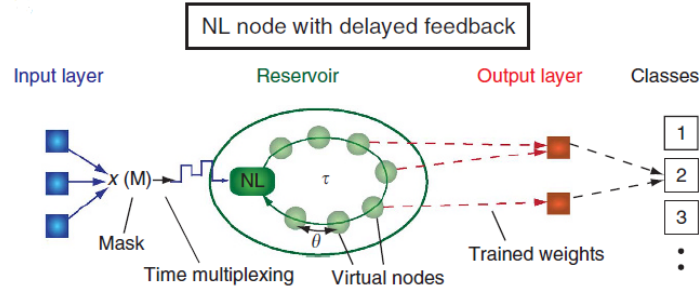 NL node with delayed feedback
Input layer
Reservoir
Output layer
Classes
x (M)
NL
τ
θ
1
2
3
Mask
Time multiplexing
Virtual nodes
Trained weights